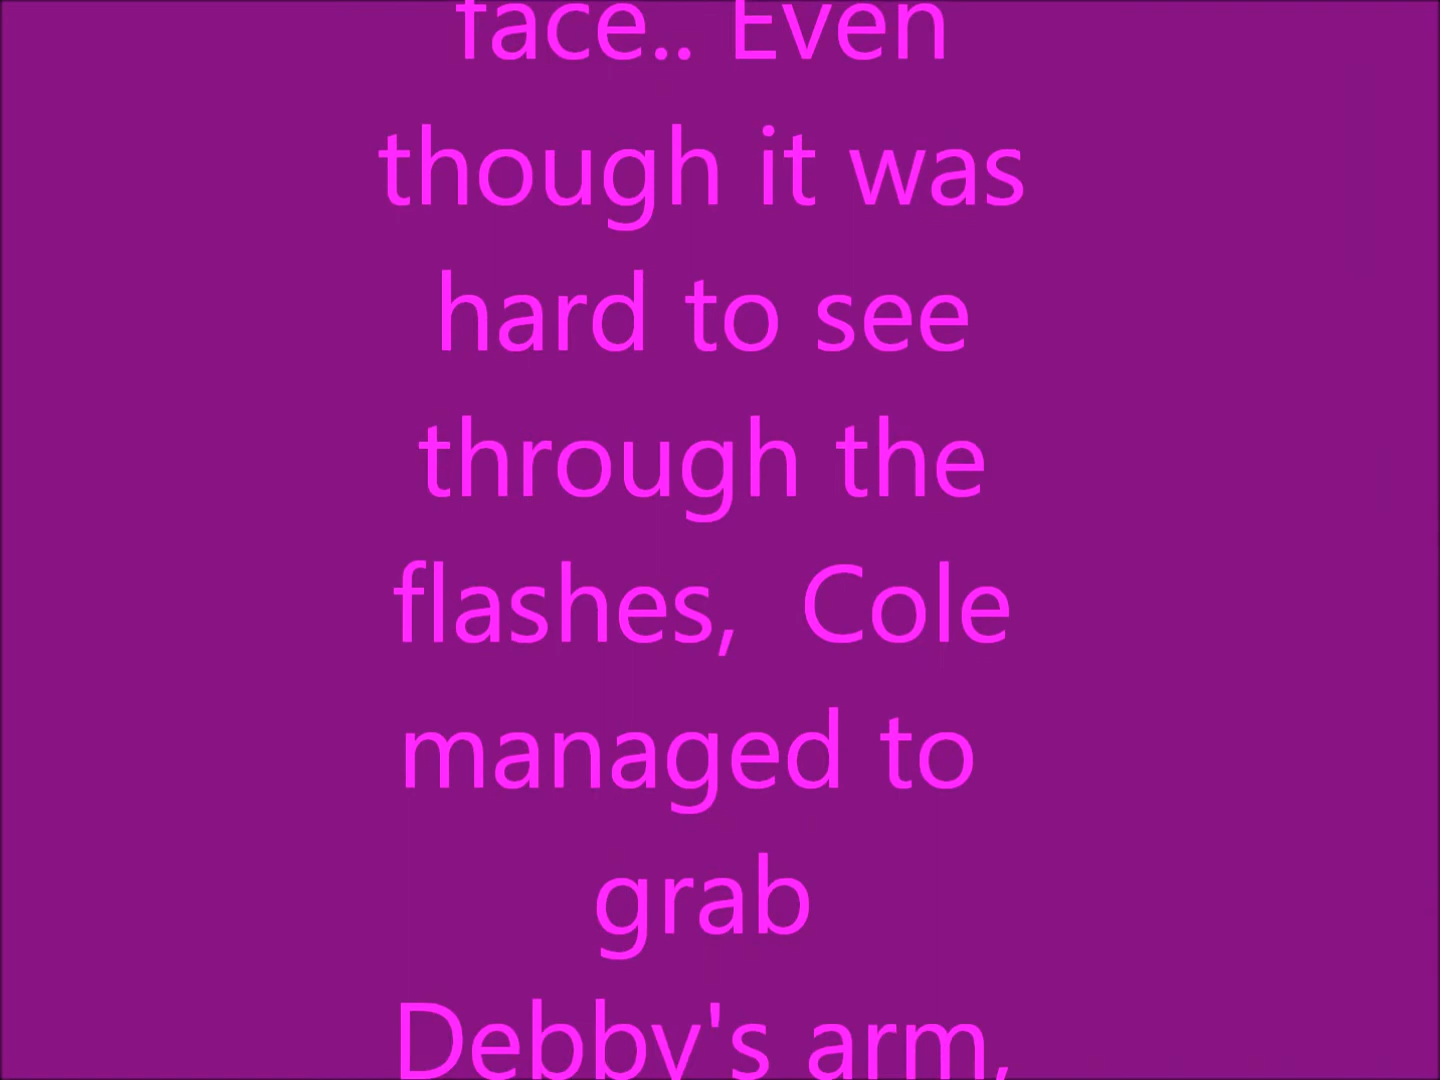 face.. Even
though it was
hard to see
through the
flashes,  Cole
managed to
grab
Debby's arm,